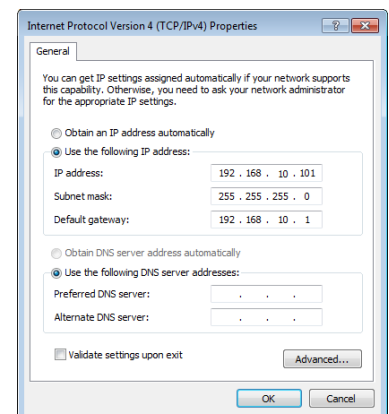 Internet Protocol Version 4 (TCP/IPv4) Properties
General
You can get IP settings assigned automatically if your network supports
this capability. Otherwise, you need to ask your network administrator
for the appropriate IP settings.
Obtain an IP address automatically
Use the following IP address:
IP address: 192 . 168 . 10 . 101
Subnet mask: 255 . 255 . 255 . 0
Default gateway: 192 . 168 . 10 . 1
Obtain DNS server address automatically
Use the following DNS server addresses:
Preferred DNS server: . . .
Alternate DNS server: . . .
Validate settings upon exit
Advanced...
OK Cancel